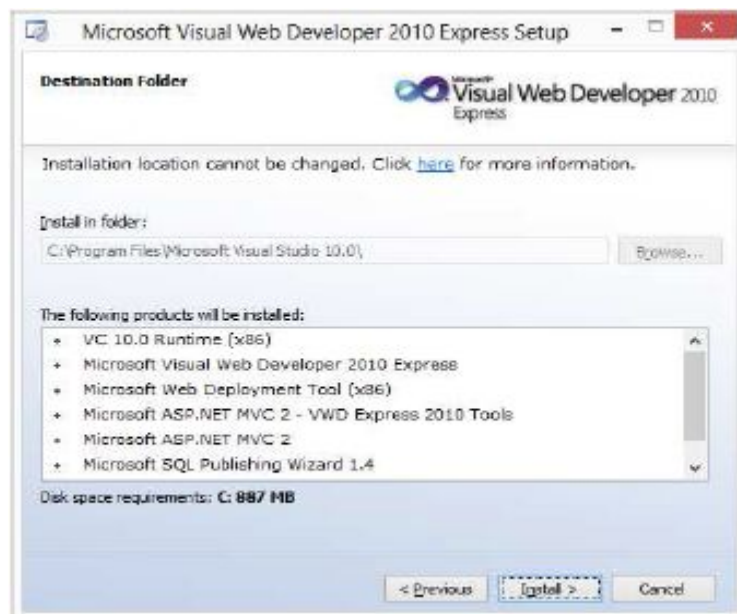 Microsoft Visual Web Developer 2010 Express Setup
Destination Folder
Microsoft
Visual Web Developer 2010
Express
Installation location cannot be changed. Click here for more information.
Install in folder:
C:\Program Files\Microsoft Visual Studio 10.0\
Browse...
The following products will be installed:
+ VC 10.0 Runtime (x86)
+ Microsoft Visual Web Developer 2010 Express
+ Microsoft Web Deployment Tool (x86)
+ Microsoft ASP.NET MVC 2 - VWD Express 2010 Tools
+ Microsoft ASP.NET MVC 2
+ Microsoft SQL Publishing Wizard 1.4
Disk space requirements: C: 887 MB
< Previous Install > Cancel